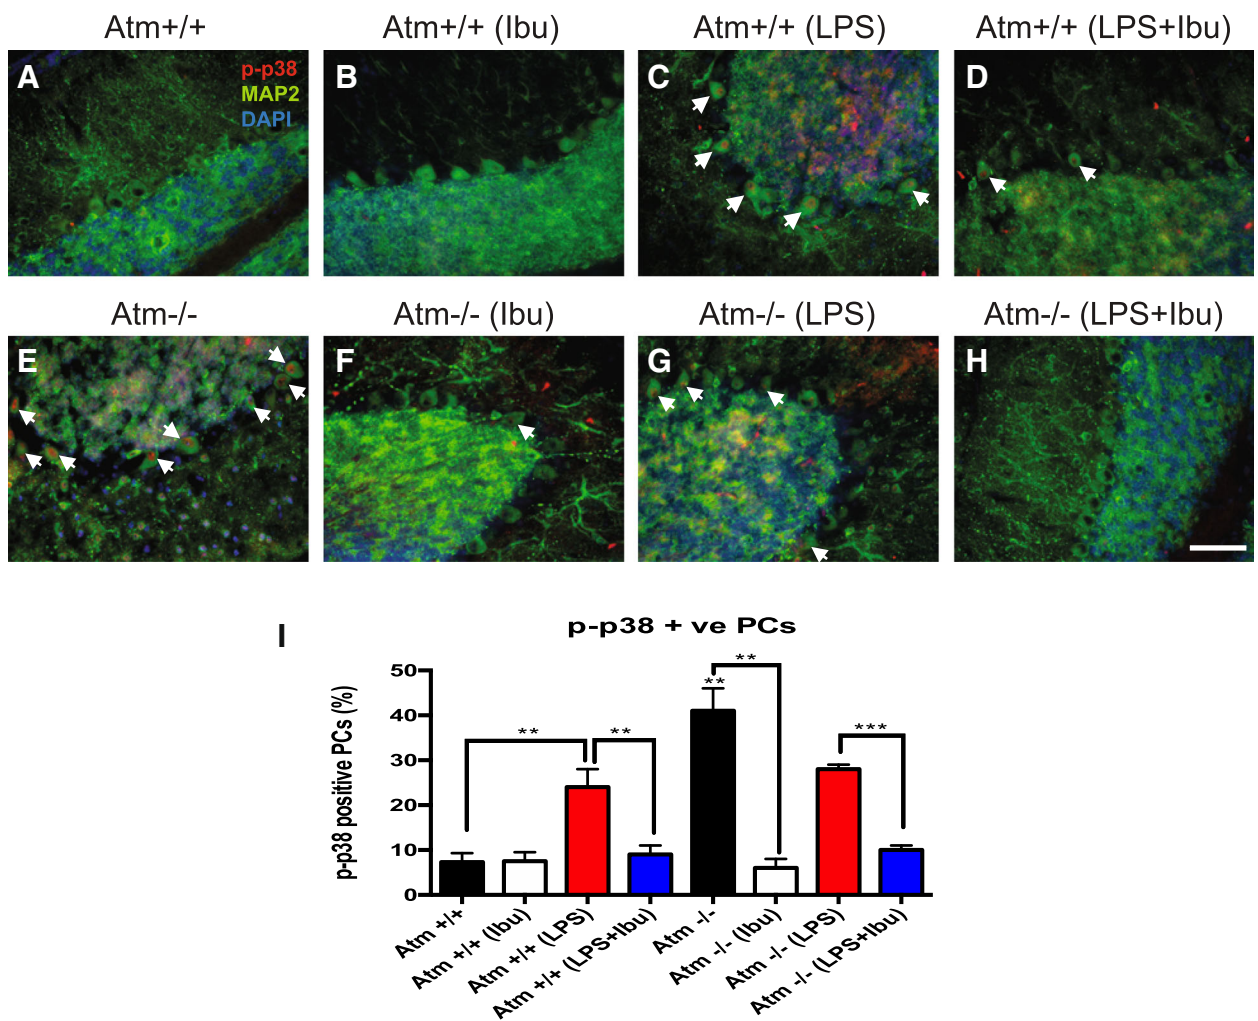 Atm+/+ Atm+/+ (Ibu) Atm+/+ (LPS) Atm+/+ (LPS+Ibu)
A p-p38 B C D
MAP2
DAPI
Atm-/- Atm-/- (Ibu) Atm-/- (LPS) Atm-/- (LPS+Ibu)
E F G H
I
p-p38 + ve PCs
p-p38 positive PCs (%)
50
40
30
20
10
0
** ** ** ** ***
Atm +/+
Atm +/+ (Ibu)
Atm +/+ (LPS)
Atm +/+ (LPS+Ibu)
Atm -/-
Atm -/- (Ibu)
Atm -/- (LPS)
Atm -/- (LPS+Ibu)